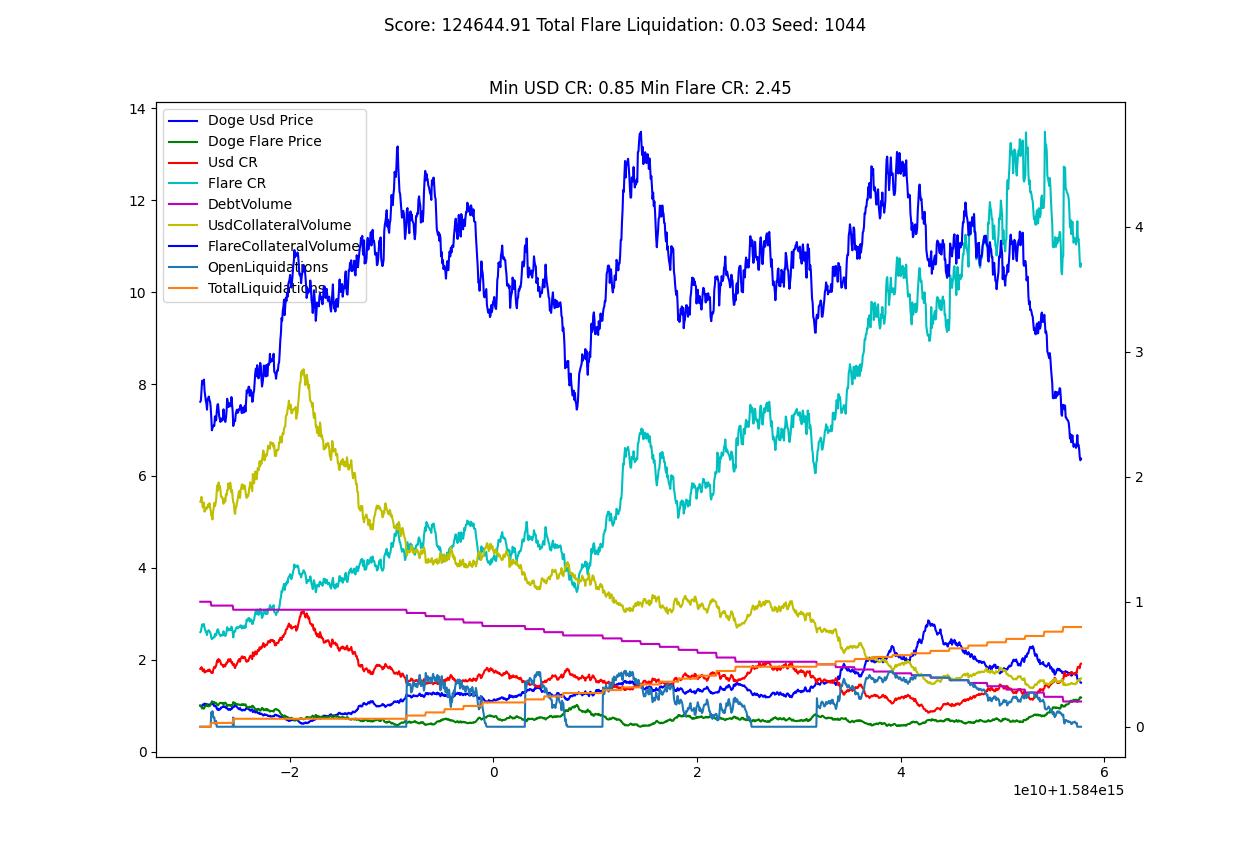 Score: 124644.91 Total Flare Liquidation: 0.03 Seed: 1044
Min USD CR: 0.85 Min Flare CR: 2.45
Doge Usd Price
Doge Flare Price
Usd CR
Flare CR
DebtVolume
UsdCollateralVolume
FlareCollateralVolume
OpenLiquidations
TotalLiquidations
14
12
10
8
6
4
2
0
4
3
2
1
0
−2
0
2
4
6
1e10+1.584e15